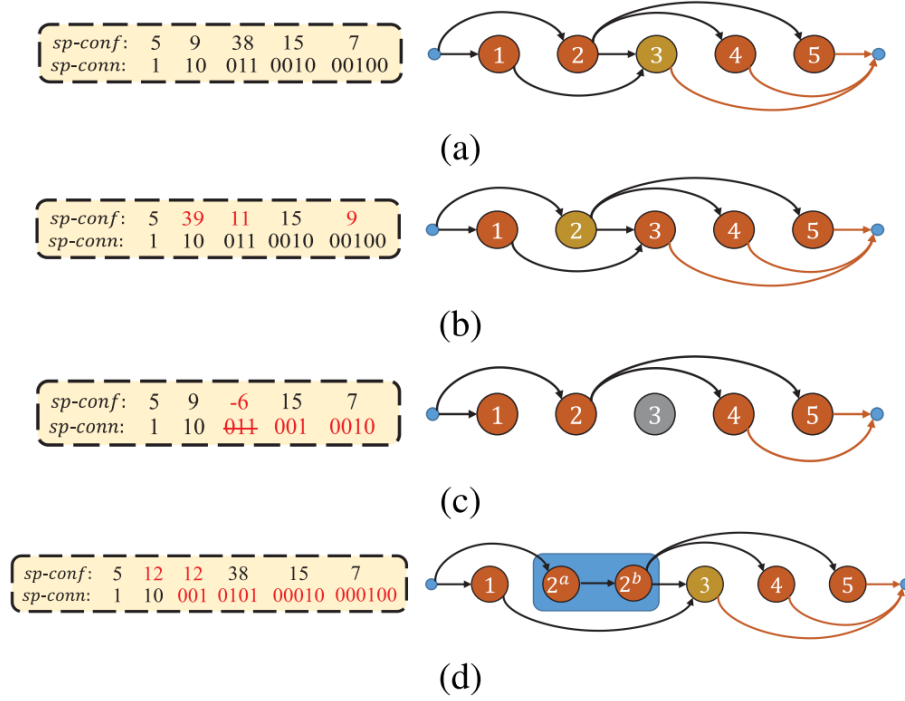 sp-conf: 5 9 38 15 7
sp-conn: 1 10 011 0010 00100
1 2 3 4 5
(a)
sp-conf: 5 39 11 15 9
sp-conn: 1 10 011 0010 00100
1 2 3 4 5
(b)
sp-conf: 5 9 -6 15 7
sp-conn: 1 10 011 001 0010
1 2 3 4 5
(c)
sp-conf: 5 12 12 38 15 7
sp-conn: 1 10 001 0101 00010 000100
1 2ᵃ 2ᵇ 3 4 5
(d)